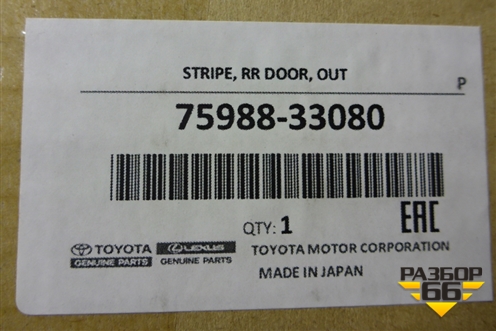 STRIPE, RR DOOR, OUT
P
75988-33080
QTY: 1
EAC
TOYOTA
GENUINE PARTS
LEXUS
GENUINE PARTS
TOYOTA MOTOR CORPORATION
MADE IN JAPAN
РАЗБОР
66